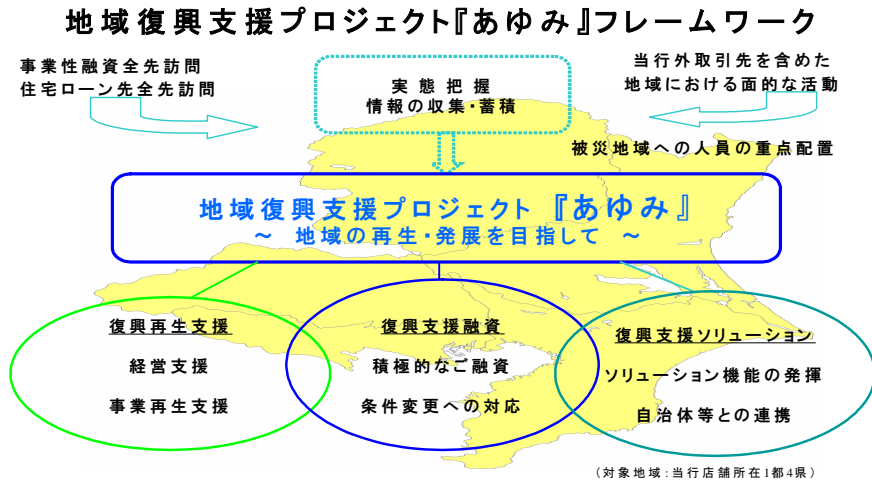 地域復興支援プロジェクト『あゆみ』フレームワーク
事業性融資全先訪問
住宅ローン先全先訪問
実態把握
情報の収集・蓄積
当行外取引先を含めた
地域における面的な活動
被災地域への人員の重点配置
地域復興支援プロジェクト『あゆみ』
～ 地域の再生・発展を目指して ～
復興再生支援
経営支援
事業再生支援
復興支援融資
積極的なご融資
条件変更への対応
復興支援ソリューション
ソリューション機能の発揮
自治体等との連携
（対象地域：当行店舗所在1都4県）